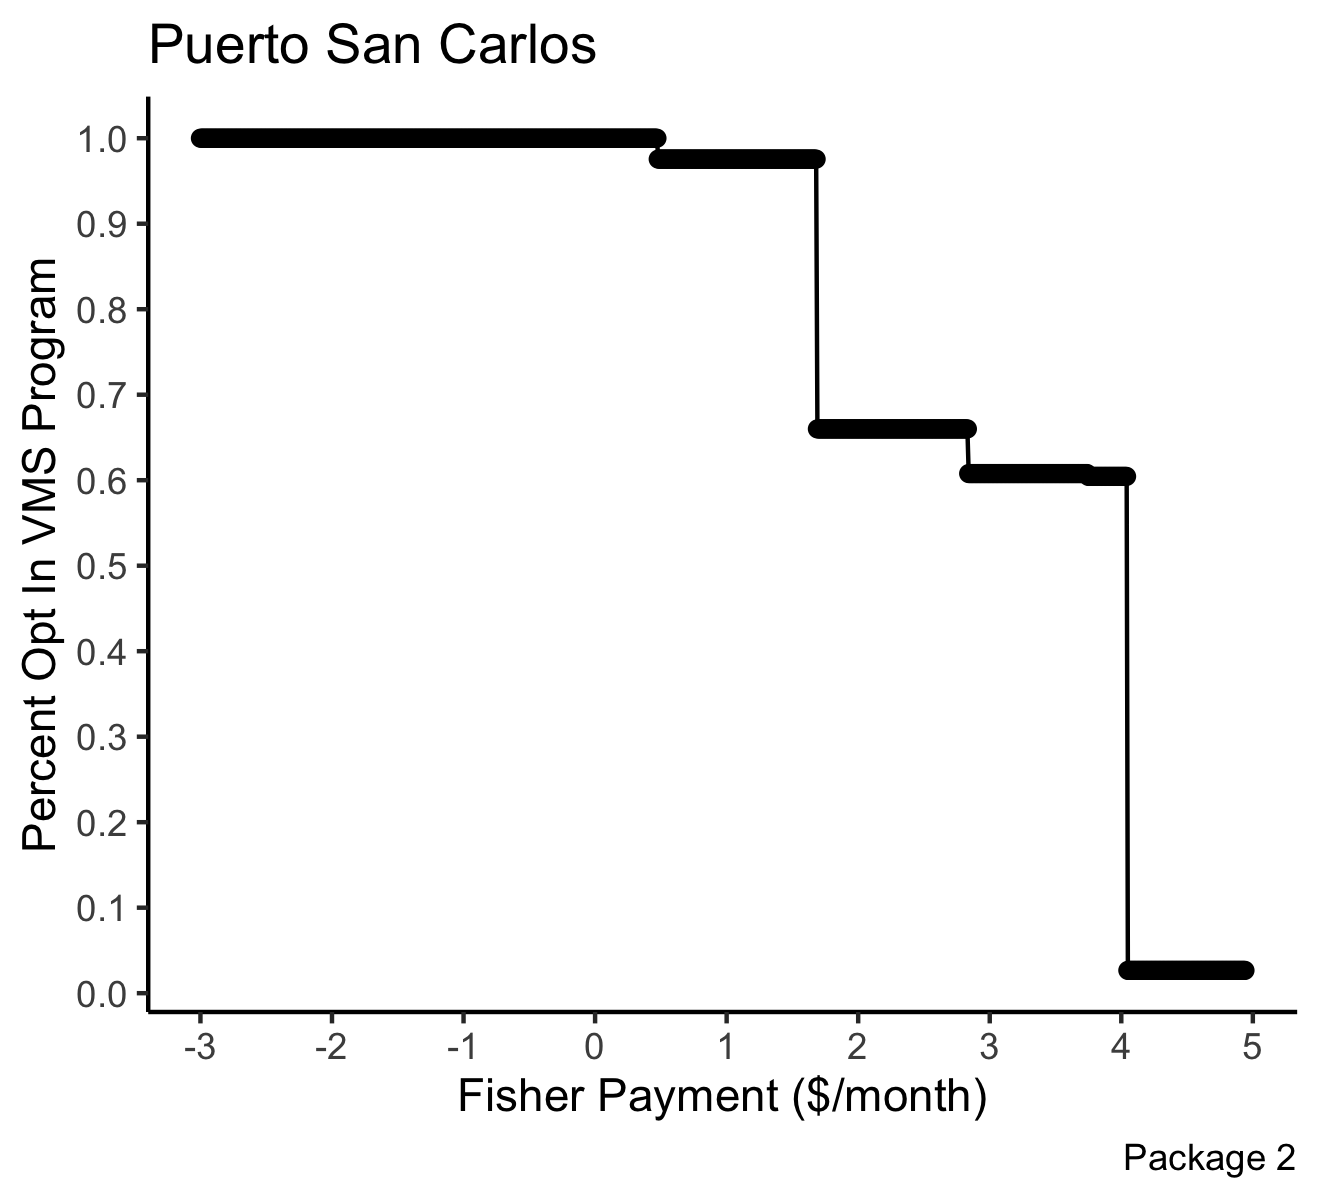 Puerto San Carlos
Percent Opt In VMS Program
1.0
0.9
0.8
0.7
0.6
0.5
0.4
0.3
0.2
0.1
0.0
-3 -2 -1 0 1 2 3 4 5
Fisher Payment ($/month)
Package 2